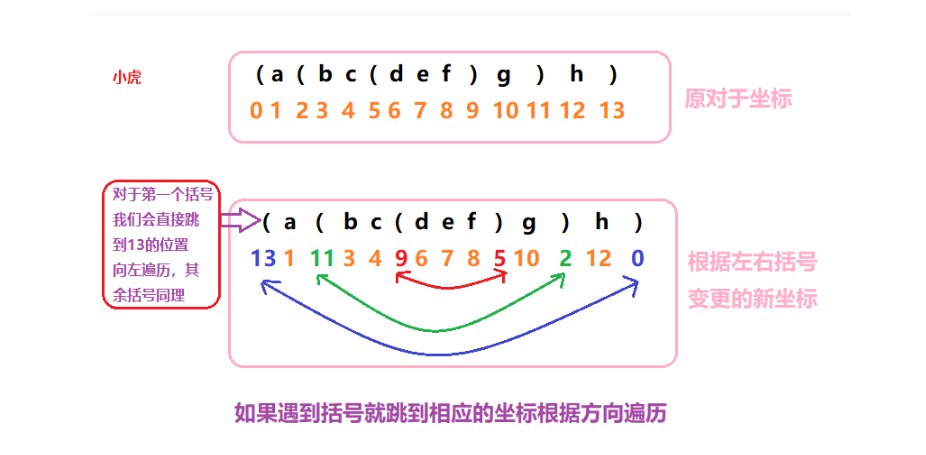 小虎
( a ( b c ( d e f ) g ) h )
0 1 2 3 4 5 6 7 8 9 10 11 12 13
原对于坐标
对于第一个括号
我们会直接跳
到13的位置
向左遍历，其
余括号同理
( a ( b c ( d e f ) g ) h )
13 1 11 3 4 9 6 7 8 5 10 2 12 0
根据左右括号
变更的新坐标
如果遇到括号就跳到相应的坐标根据方向遍历